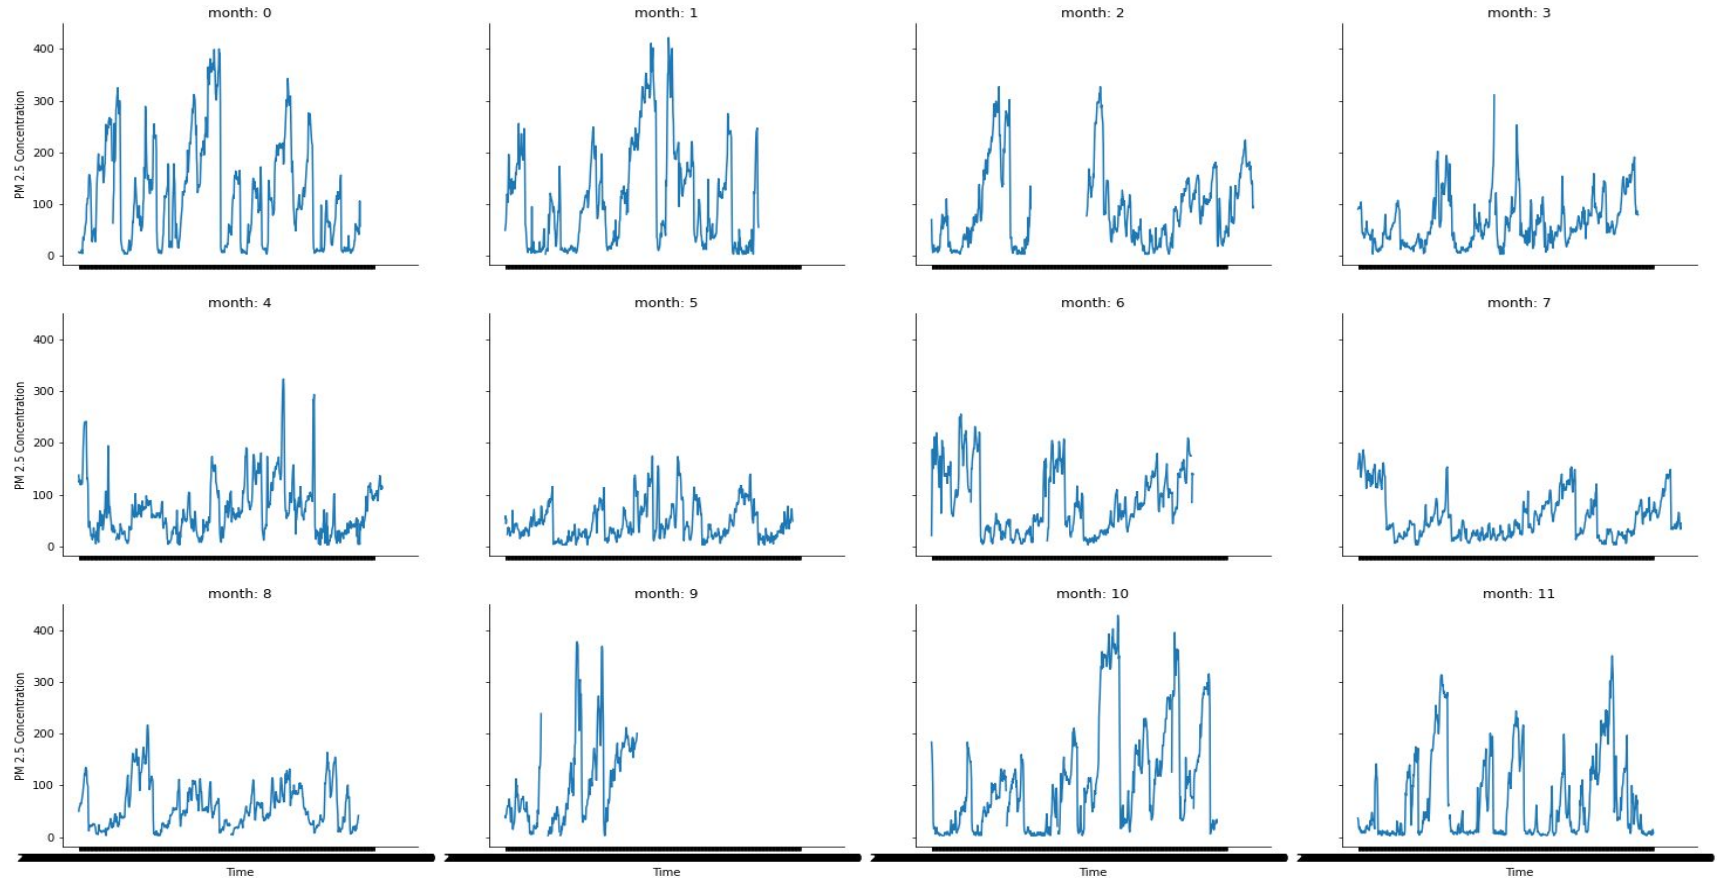 month: 0 month: 1 month: 2 month: 3
PM 2.5 Concentration
400
300
200
100
0
month: 4 month: 5 month: 6 month: 7
PM 2.5 Concentration
400
300
200
100
0
month: 8 month: 9 month: 10 month: 11
PM 2.5 Concentration
400
300
200
100
0
Time Time Time Time